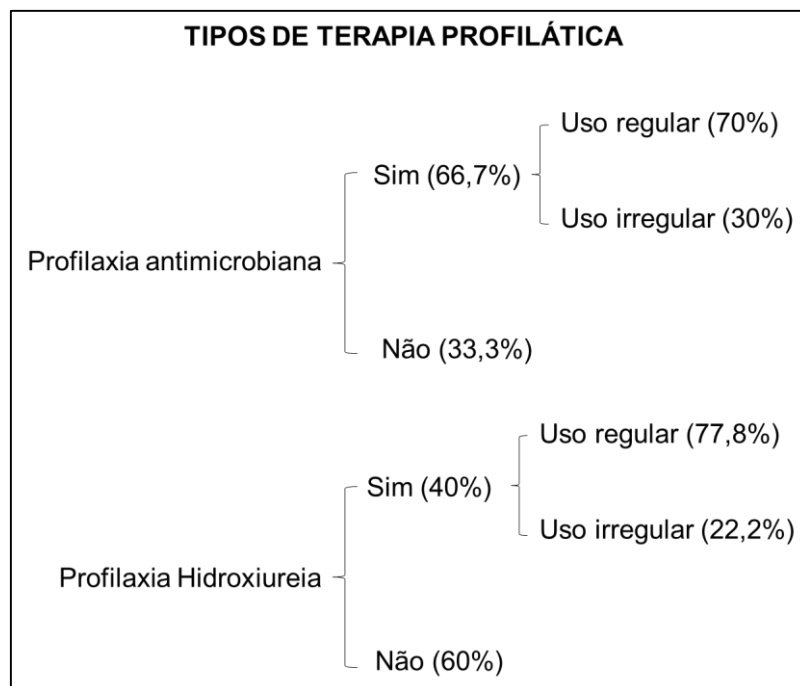 TIPOS DE TERAPIA PROFILÁTICA
Uso regular (70%)
Sim (66,7%)
Uso irregular (30%)
Profilaxia antimicrobiana
Não (33,3%)
Uso regular (77,8%)
Sim (40%)
Uso irregular (22,2%)
Profilaxia Hidroxiureia
Não (60%)